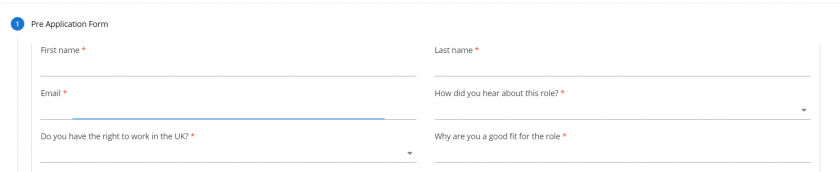 1 Pre Application Form
First name *
Last name *
Email *
How did you hear about this role? *
Do you have the right to work in the UK? *
Why are you a good fit for the role *